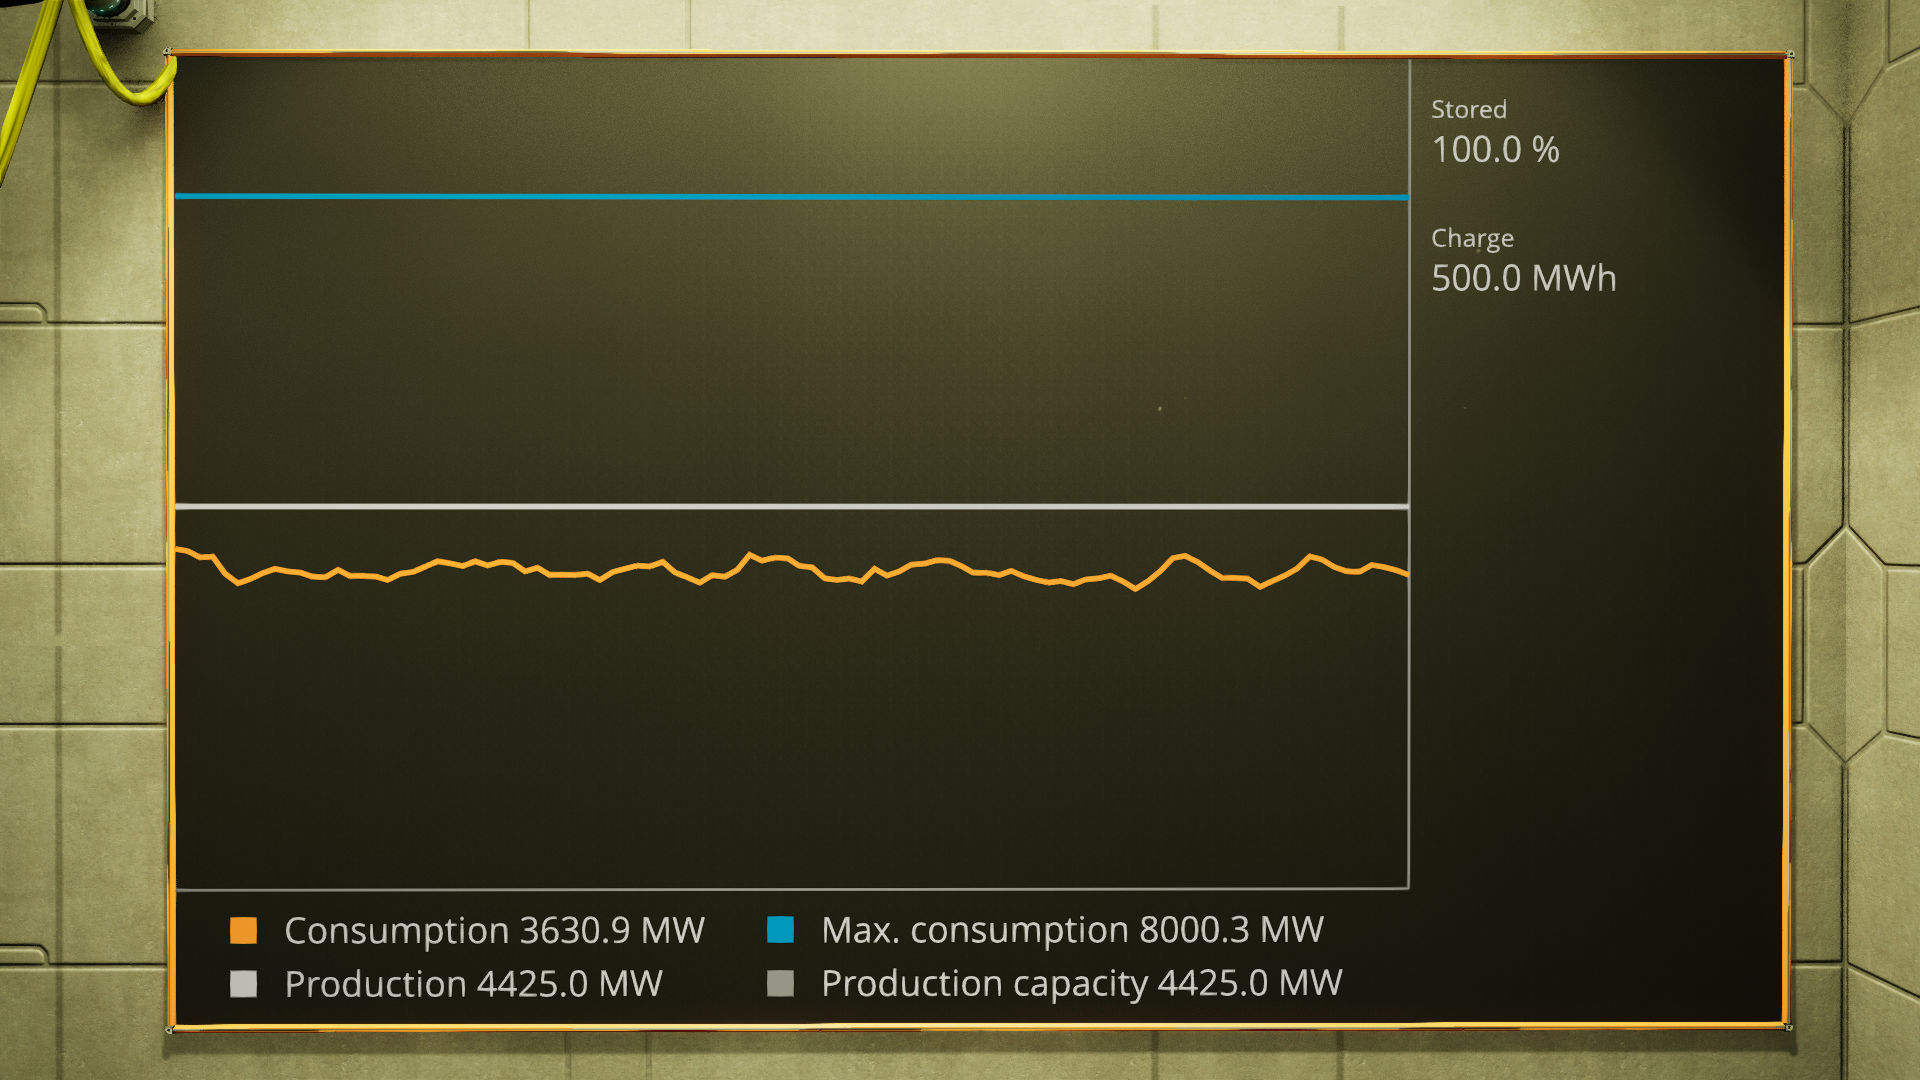 Stored
100.0 %
Charge
500.0 MWh
Consumption 3630.9 MW
Max. consumption 8000.3 MW
Production 4425.0 MW
Production capacity 4425.0 MW